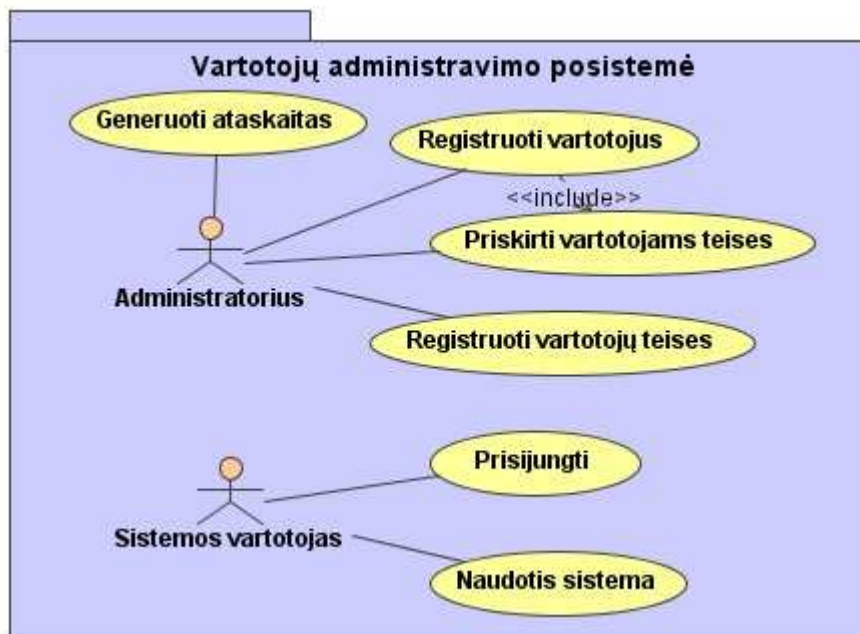 Vartotojų administravimo posistemė
Generuoti ataskaitas
Registruoti vartotojus
<<include>>
Priskirti vartotojams teises
Administratorius
Registruoti vartotojų teises
Prisijungti
Sistemos vartotojas
Naudotis sistema